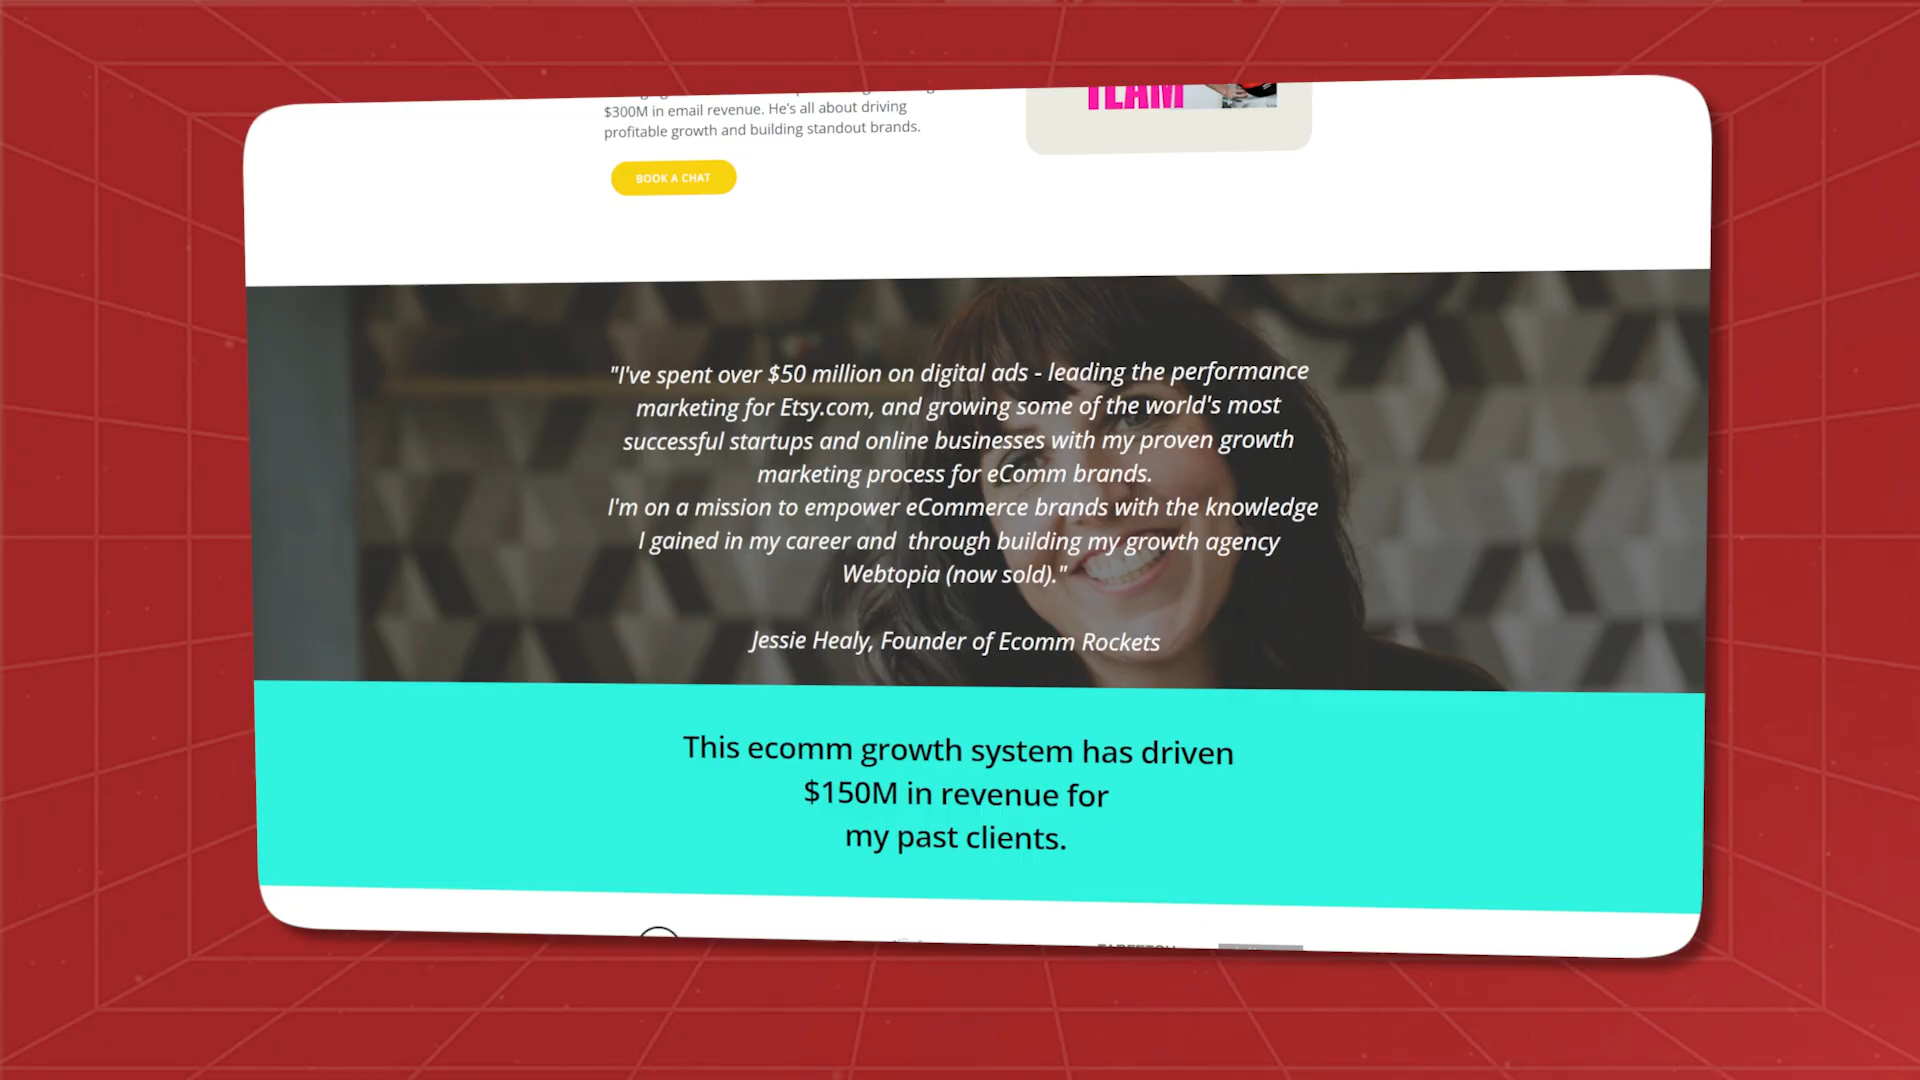 $300M in email revenue. He's all about driving
profitable growth and building standout brands.
TEAM
BOOK A CHAT
"I've spent over $50 million on digital ads - leading the performance
marketing for Etsy.com, and growing some of the world's most
successful startups and online businesses with my proven growth
marketing process for eComm brands.
I'm on a mission to empower eCommerce brands with the knowledge
I gained in my career and through building my growth agency
Webtopia (now sold)."
Jessie Healy, Founder of Ecomm Rockets
This ecomm growth system has driven
$150M in revenue for
my past clients.